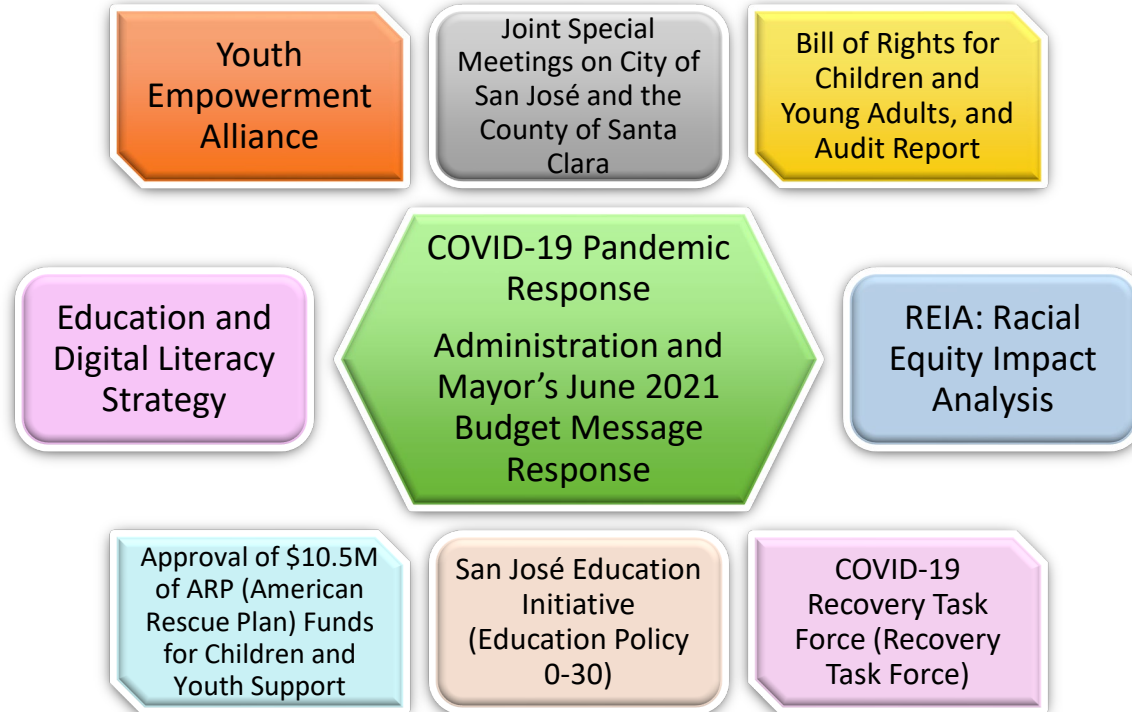 Youth
Empowerment
Alliance
Joint Special
Meetings on City of
San José and the
County of Santa
Clara
Bill of Rights for
Children and
Young Adults, and
Audit Report
Education and
Digital Literacy
Strategy
COVID-19 Pandemic
Response
Administration and
Mayor’s June 2021
Budget Message
Response
REIA: Racial
Equity Impact
Analysis
Approval of $10.5M
of ARP (American
Rescue Plan) Funds
for Children and
Youth Support
San José Education
Initiative
(Education Policy
0-30)
COVID-19
Recovery Task
Force (Recovery
Task Force)